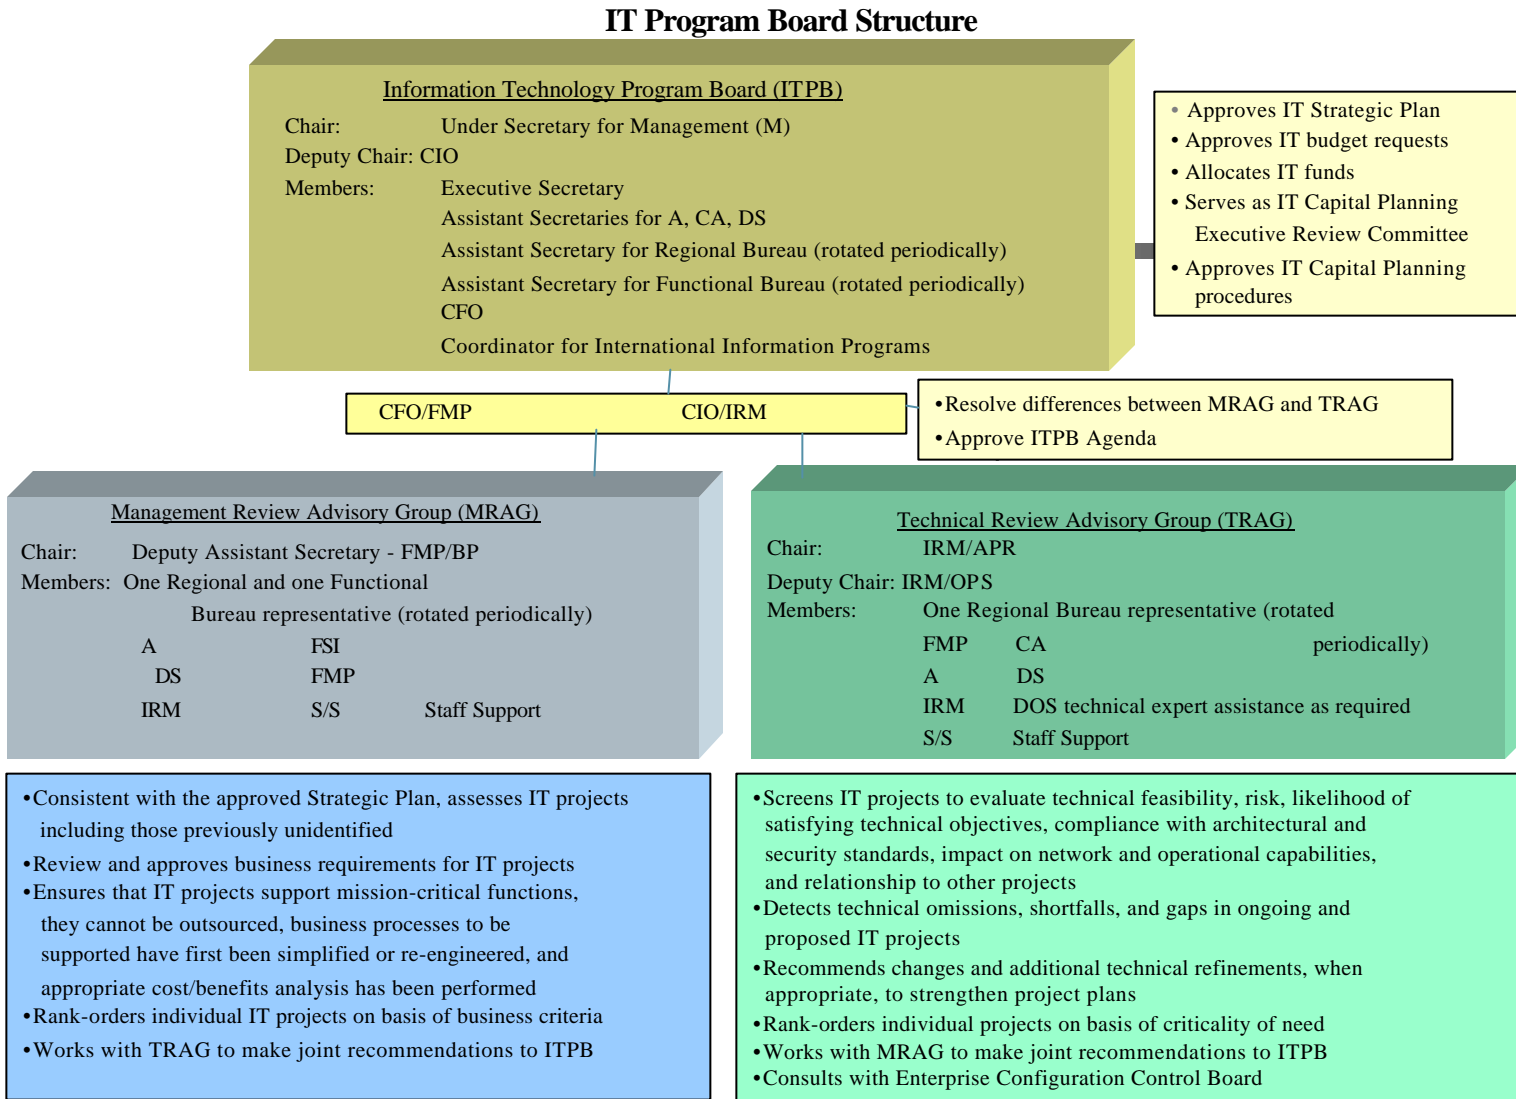 IT Program Board Structure
Information Technology Program Board (ITPB)
Chair: Under Secretary for Management (M)
Deputy Chair: CIO
Members: Executive Secretary
Assistant Secretaries for A, CA, DS
Assistant Secretary for Regional Bureau (rotated periodically)
Assistant Secretary for Functional Bureau (rotated periodically)
CFO
Coordinator for International Information Programs
• Approves IT Strategic Plan
• Approves IT budget requests
• Allocates IT funds
• Serves as IT Capital Planning
Executive Review Committee
• Approves IT Capital Planning
procedures
CFO/FMP CIO/IRM
•Resolve differences between MRAG and TRAG
•Approve ITPB Agenda
Management Review Advisory Group (MRAG)
Chair: Deputy Assistant Secretary - FMP/BP
Members: One Regional and one Functional
Bureau representative (rotated periodically)
A FSI
DS FMP
IRM S/S Staff Support
Technical Review Advisory Group (TRAG)
Chair: IRM/APR
Deputy Chair: IRM/OPS
Members: One Regional Bureau representative (rotated
FMP CA periodically)
A DS
IRM DOS technical expert assistance as required
S/S Staff Support
•Consistent with the approved Strategic Plan, assesses IT projects
including those previously unidentified
•Review and approves business requirements for IT projects
•Ensures that IT projects support mission-critical functions,
they cannot be outsourced, business processes to be
supported have first been simplified or re-engineered, and
appropriate cost/benefits analysis has been performed
•Rank-orders individual IT projects on basis of business criteria
•Works with TRAG to make joint recommendations to ITPB
•Screens IT projects to evaluate technical feasibility, risk, likelihood of
satisfying technical objectives, compliance with architectural and
security standards, impact on network and operational capabilities,
and relationship to other projects
•Detects technical omissions, shortfalls, and gaps in ongoing and
proposed IT projects
•Recommends changes and additional technical refinements, when
appropriate, to strengthen project plans
•Rank-orders individual projects on basis of criticality of need
•Works with MRAG to make joint recommendations to ITPB
•Consults with Enterprise Configuration Control Board